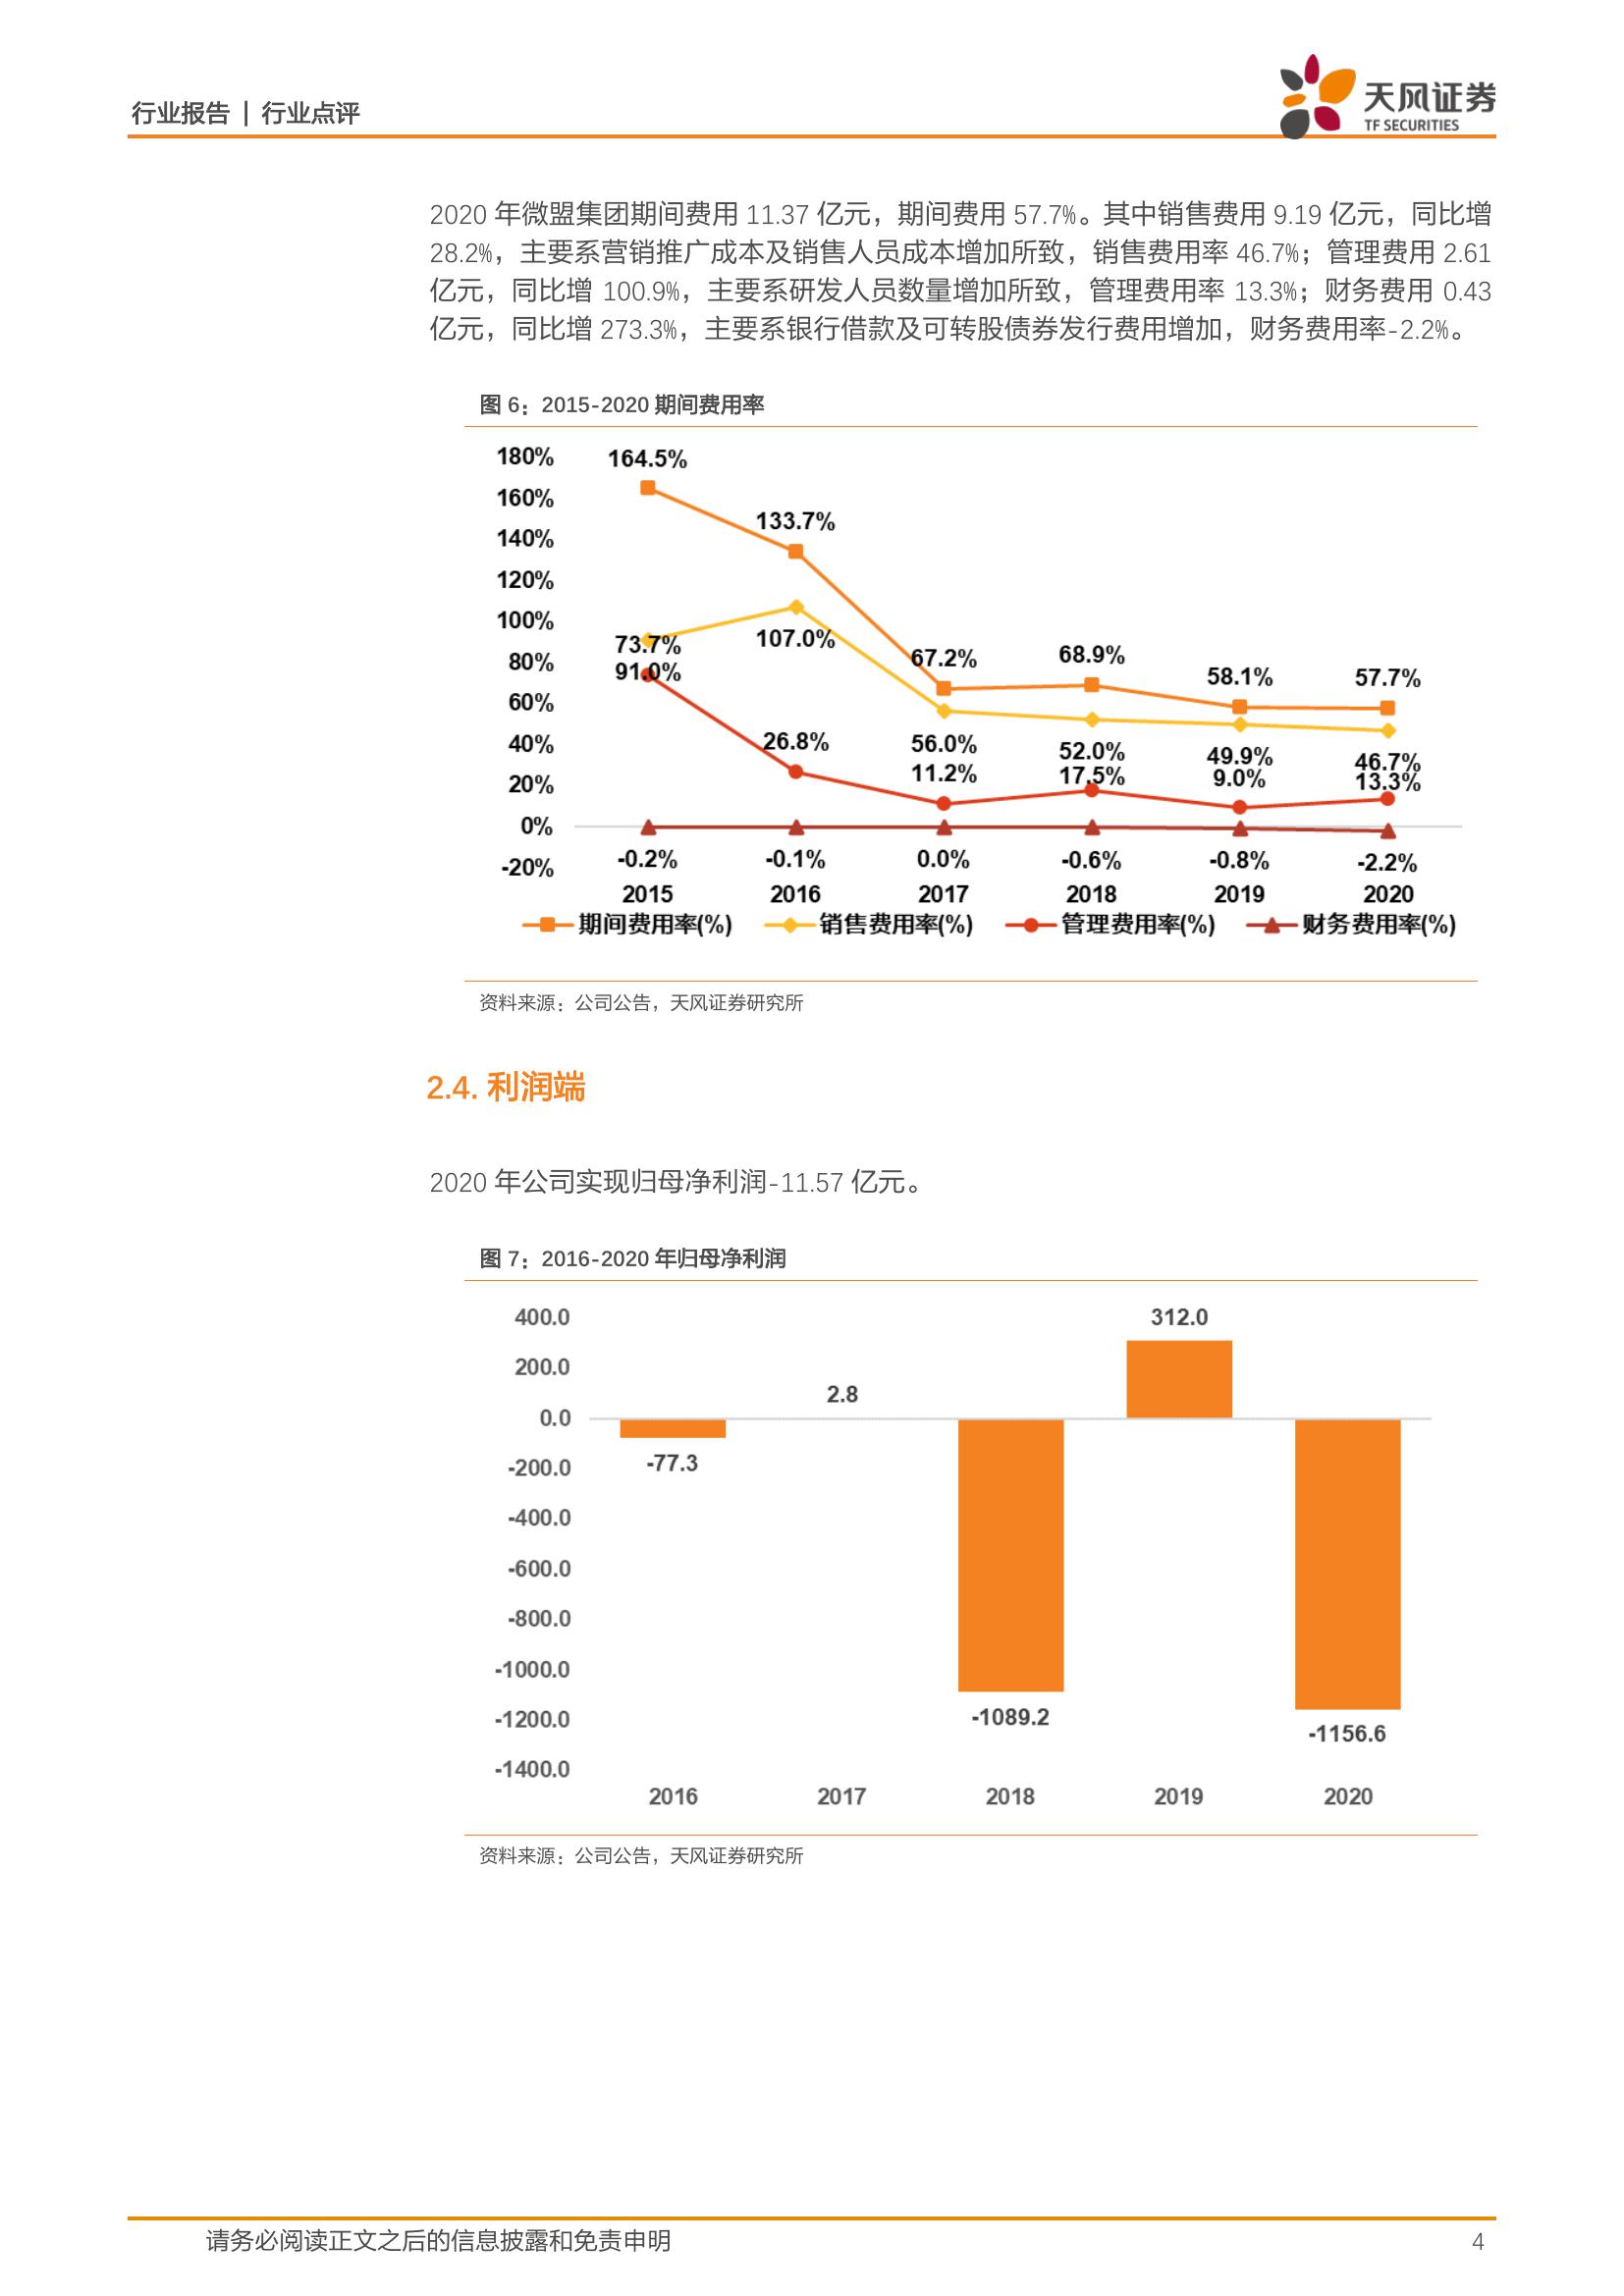 行业报告 | 行业点评
天风证券
TF SECURITIES
2020 年微盟集团期间费用 11.37 亿元，期间费用 57.7%。其中销售费用 9.19 亿元，同比增
28.2%，主要系营销推广成本及销售人员成本增加所致，销售费用率 46.7%；管理费用 2.61
亿元，同比增 100.9%，主要系研发人员数量增加所致，管理费用率 13.3%；财务费用 0.43
亿元，同比增 273.3%，主要系银行借款及可转股债券发行费用增加，财务费用率-2.2%。
图 6：2015-2020 期间费用率
180%
164.5%
160%
133.7%
140%
120%
100%
73.7%
107.0%
80%
91.0%
67.2%
68.9%
58.1%
57.7%
60%
40%
26.8%
56.0%
52.0%
49.9%
46.7%
20%
11.2%
17.5%
9.0%
13.3%
0%
-20%
-0.2%
-0.1%
0.0%
-0.6%
-0.8%
-2.2%
2015 2016 2017 2018 2019 2020
期间费用率(%) 销售费用率(%) 管理费用率(%) 财务费用率(%)
资料来源：公司公告，天风证券研究所
2.4. 利润端
2020 年公司实现归母净利润-11.57 亿元。
图 7：2016-2020 年归母净利润
400.0
312.0
200.0
2.8
0.0
-77.3
-200.0
-400.0
-600.0
-800.0
-1000.0
-1089.2
-1200.0
-1156.6
-1400.0
2016 2017 2018 2019 2020
资料来源：公司公告，天风证券研究所
请务必阅读正文之后的信息披露和免责申明 4